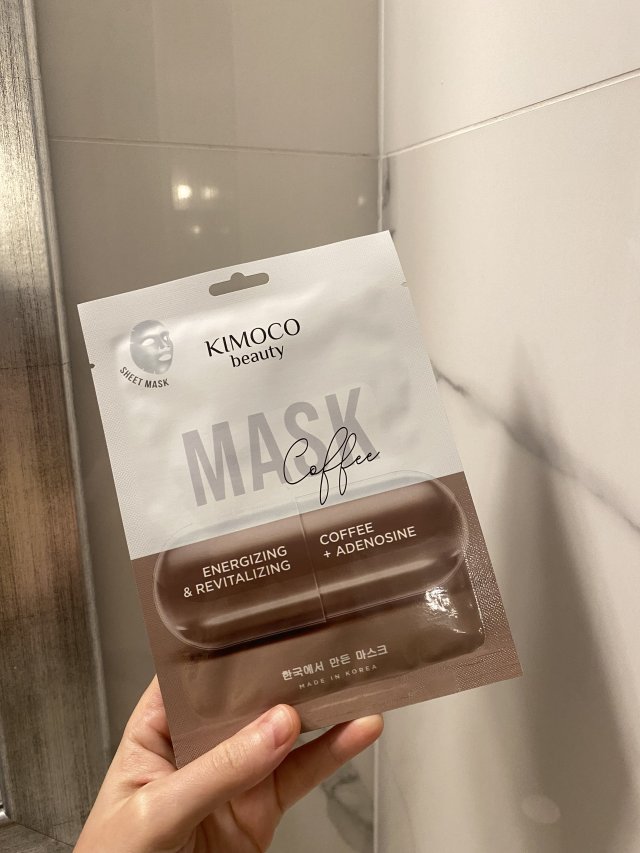 KIMOCO
beauty
SHEET MASK
MASK
Coffee
ENERGIZING
& REVITALIZING
COFFEE
+ ADENOSINE
한국에서 만든 마스크
MADE IN KOREA